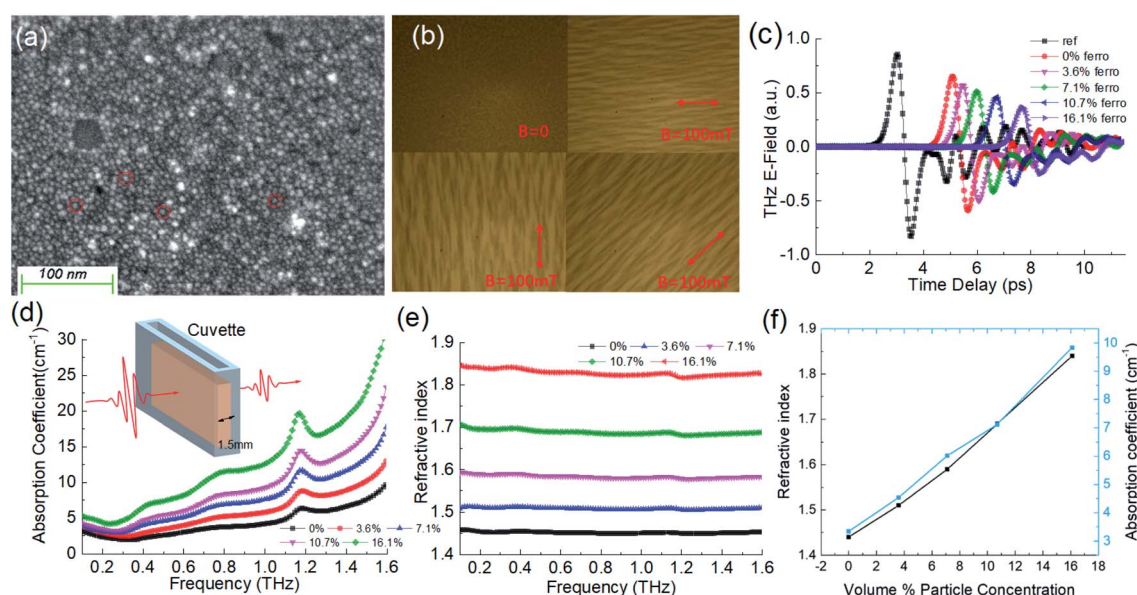 (a)
100 nm
(b)
B=0
B=100mT
B=100mT
B=100mT
(c)
1.0
0.5
0.0
-0.5
-1.0
THz E-Field (a.u.)
0 2 4 6 8 10
Time Delay (ps)
ref
0% ferro
3.6% ferro
7.1% ferro
10.7% ferro
16.1% ferro
(d)
Cuvette
1.5mm
30
25
20
15
10
5
0
Absorption Coefficient(cm⁻¹)
0% 3.6% 7.1%
10.7% 16.1%
0.2 0.4 0.6 0.8 1.0 1.2 1.4 1.6
Frequency (THz)
(e)
0% 3.6% 7.1%
10.7% 16.1%
1.9
1.8
1.7
1.6
1.5
1.4
Refractive index
0.2 0.4 0.6 0.8 1.0 1.2 1.4 1.6
Frequency (THz)
(f)
1.9
1.8
1.7
1.6
1.5
1.4
Refractive index
10
9
8
7
6
5
4
3
Absorption coefficient (cm⁻¹)
-2 0 2 4 6 8 10 12 14 16 18
Volume % Particle Concentration